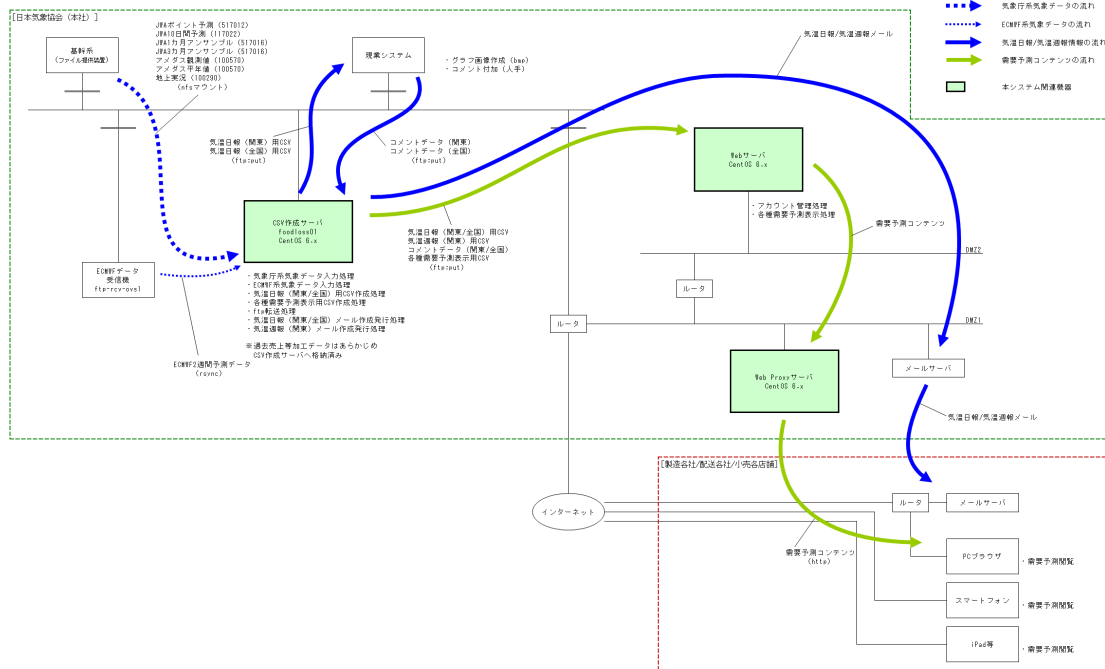 [日本気象協会（本社）]
基幹系
(ファイル提供装置)
JWAポイント予測 (517012)
JWA10日間予測 (117022)
JWA1カ月アンサンブル (517016)
JWA3カ月アンサンブル (517016)
アメダス観測値 (100570)
アメダス平年値 (100570)
地上実況 (100290)
(nfsマウント)
現業システム
・グラフ画像作成 (bmp)
・コメント付加 (人手)
気温日報/気温週報メール
気象庁系気象データの流れ
ECMWF系気象データの流れ
気温日報/気温週報情報の流れ
需要予測コンテンツの流れ
本システム関連機器
気温日報 (関東) 用CSV
気温日報 (全国) 用CSV
(ftp:put)
コメントデータ (関東)
コメントデータ (全国)
(ftp:put)
Webサーバ
CentOS 6.x
・アカウント管理処理
・各種需要予測表示処理
需要予測コンテンツ
CSV作成サーバ
foodloss01
CentOS 6.x
気温日報 (関東/全国) 用CSV
気温週報 (関東) 用CSV
コメントデータ (関東/全国)
各種需要予測表示用CSV
(ftp:put)
DMZ2
ECMWFデータ
受信機
ftp-rcv-ovs1
・気象庁系気象データ入力処理
・ECMWF系気象データ入力処理
・気温日報 (関東/全国) 用CSV作成処理
・各種需要予測表示用CSV作成処理
・ftp転送処理
・気温日報 (関東/全国) メール作成発行処理
・気温週報 (関東) メール作成発行処理
※過去売上等加工データはあらかじめ
CSV作成サーバへ格納済み
ルータ
ルータ
DMZ1
ECMWF2週間予測データ
(rsync)
Web Proxyサーバ
CentOS 6.x
メールサーバ
気温日報/気温週報メール
[製造各社/配送各社/小売各店舗]
インターネット
ルータ
メールサーバ
需要予測コンテンツ
(http)
PCブラウザ
・需要予測閲覧
スマートフォン
・需要予測閲覧
iPad等
・需要予測閲覧